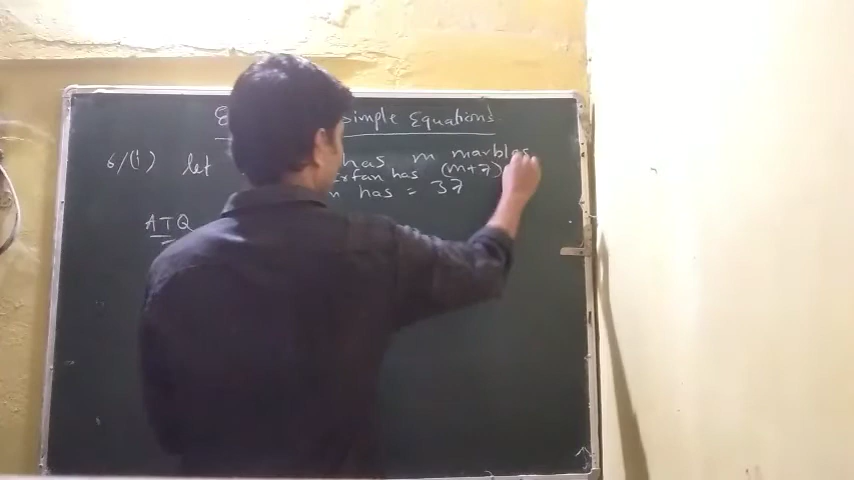 Simple Equations
6/(i) let has m marbles
Irfan has (m+7)
has = 37
ATQ